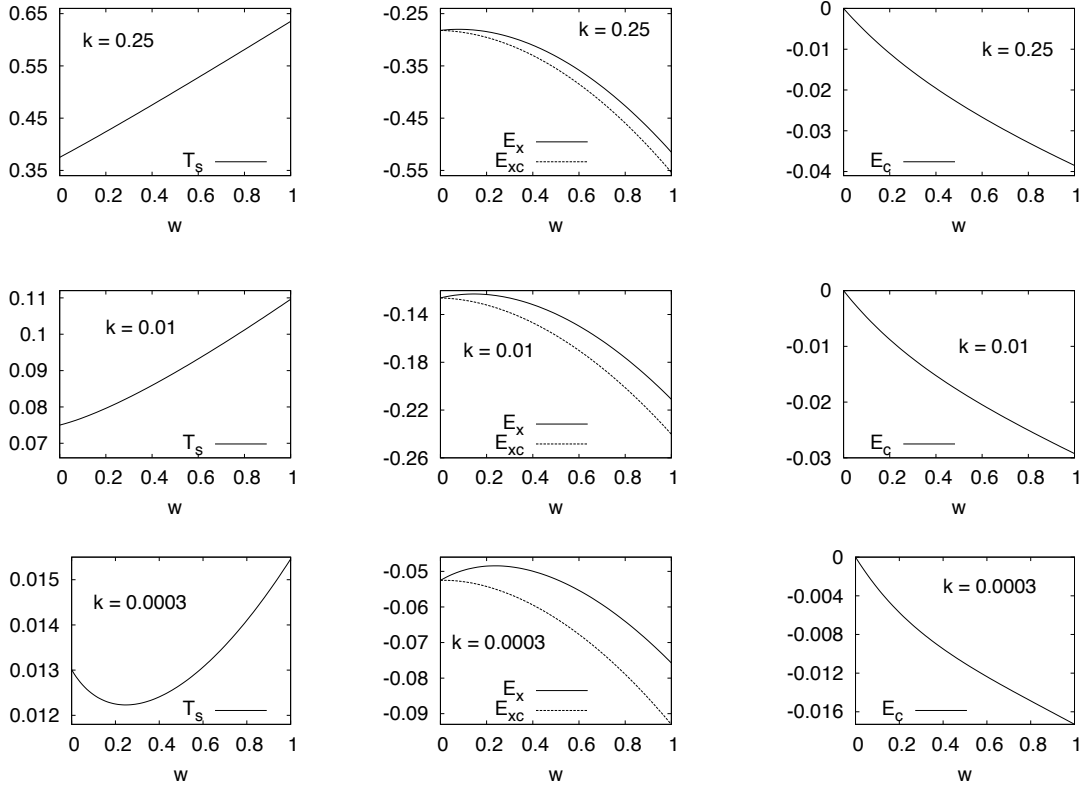 0.65
0.55
0.45
0.35
k = 0.25
T_s
0 0.2 0.4 0.6 0.8 1
w
-0.25
-0.35
-0.45
-0.55
k = 0.25
E_x
E_xc
0 0.2 0.4 0.6 0.8 1
w
0
-0.01
-0.02
-0.03
-0.04
k = 0.25
E_c
0 0.2 0.4 0.6 0.8 1
w
0.11
0.1
0.09
0.08
0.07
k = 0.01
T_s
0 0.2 0.4 0.6 0.8 1
w
-0.14
-0.18
-0.22
-0.26
k = 0.01
E_x
E_xc
0 0.2 0.4 0.6 0.8 1
w
0
-0.01
-0.02
-0.03
k = 0.01
E_c
0 0.2 0.4 0.6 0.8 1
w
0.015
0.014
0.013
0.012
k = 0.0003
T_s
0 0.2 0.4 0.6 0.8 1
w
-0.05
-0.06
-0.07
-0.08
-0.09
k = 0.0003
E_x
E_xc
0 0.2 0.4 0.6 0.8 1
w
0
-0.004
-0.008
-0.012
-0.016
k = 0.0003
E_c
0 0.2 0.4 0.6 0.8 1
w